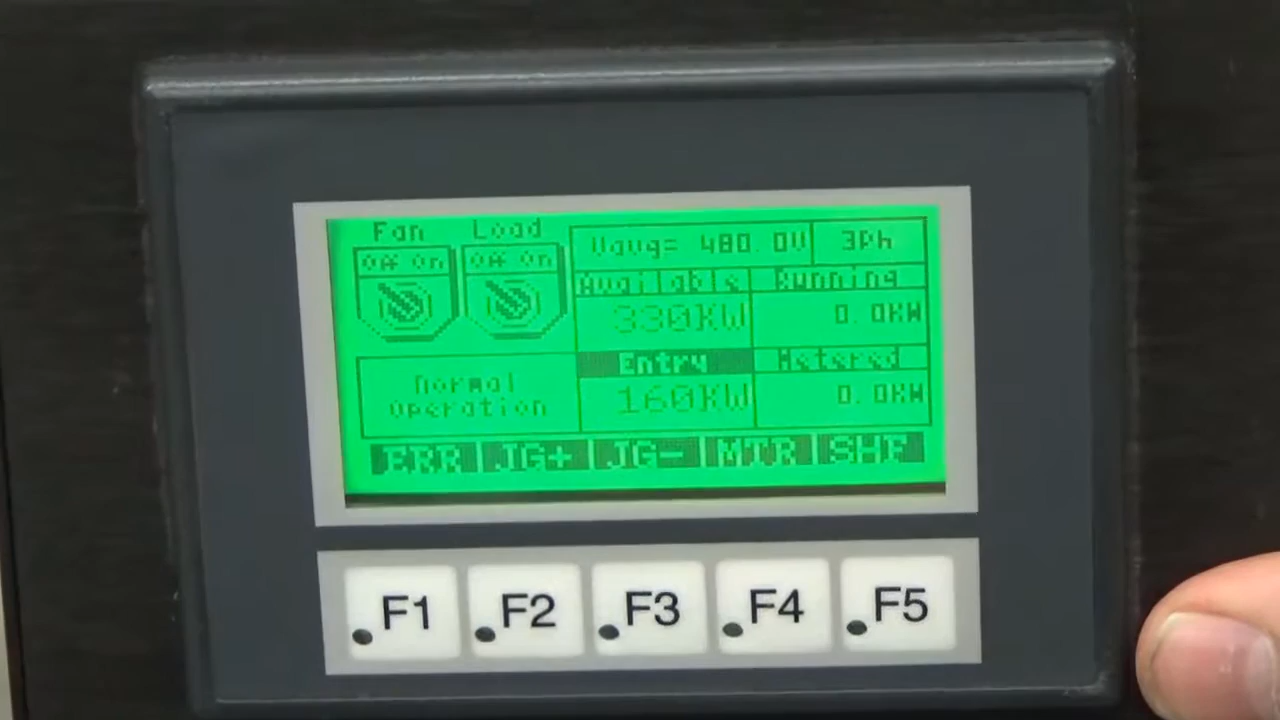 Fan Load
Off On Off On
Vavg= 480.0V 3Ph
Available Running
330KW 0.0KW
Entry Metered
160KW 0.0KW
Normal
Operation
ERR JG+ JG- MTR SHF
F1 F2 F3 F4 F5